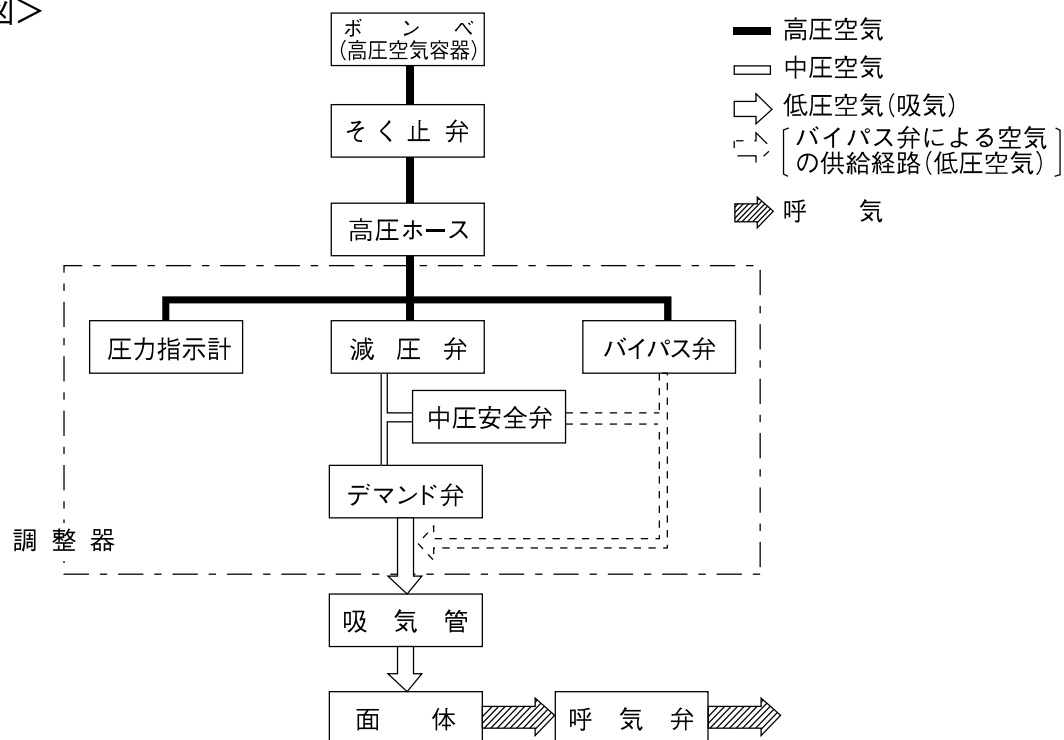 図＞
ボンベ
(高圧空気容器)
そく止弁
高圧ホース
圧力指示計
減圧弁
バイパス弁
中圧安全弁
デマンド弁
調整器
吸気管
面体
呼気弁
高圧空気
中圧空気
低圧空気(吸気)
バイパス弁による空気
の供給経路(低圧空気)
呼気